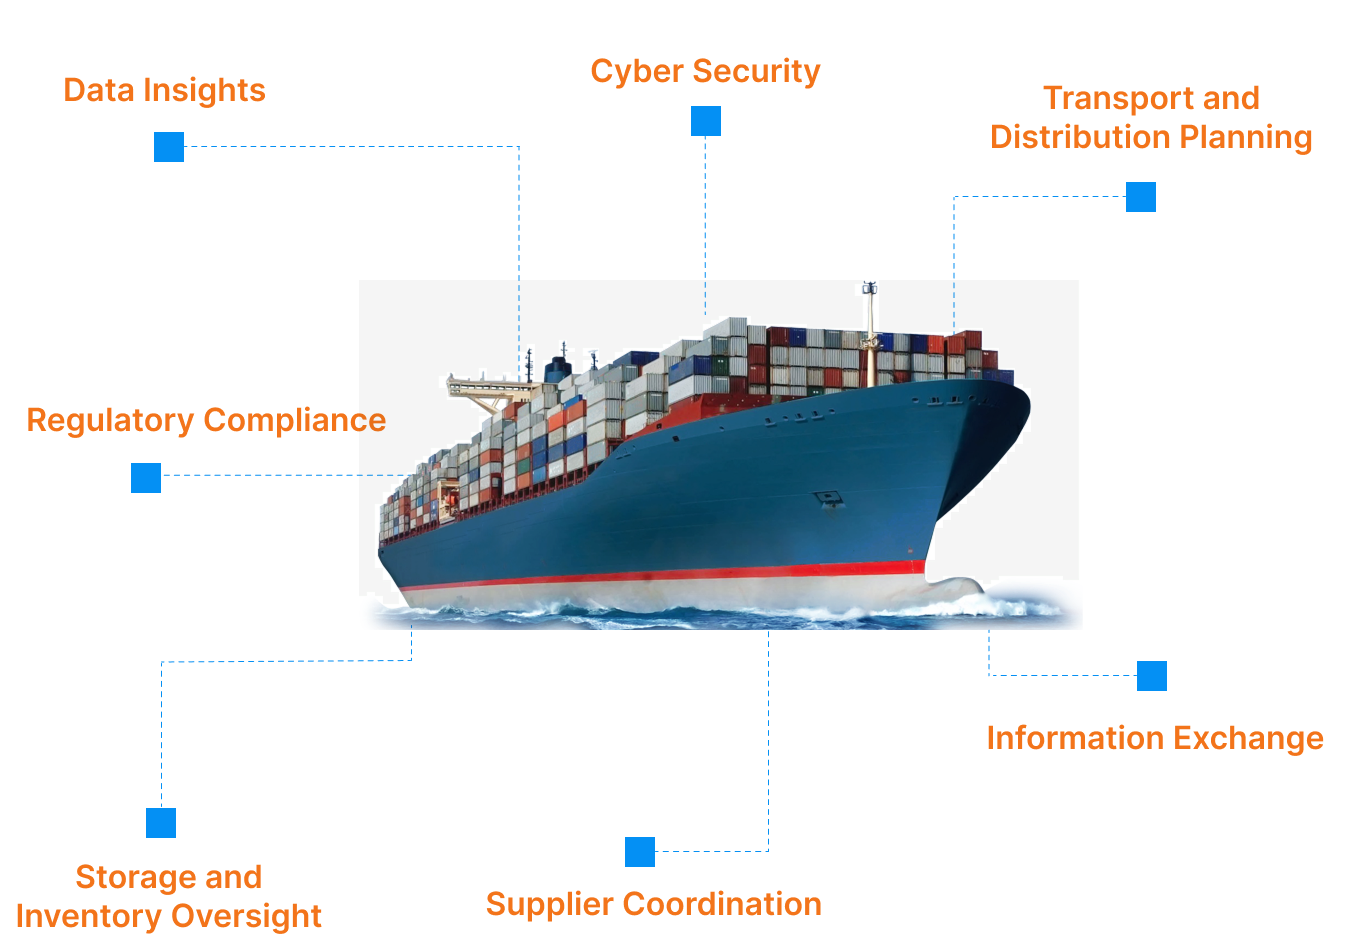 Data Insights
Cyber Security
Transport and
Distribution Planning
Regulatory Compliance
Information Exchange
Storage and
Inventory Oversight
Supplier Coordination